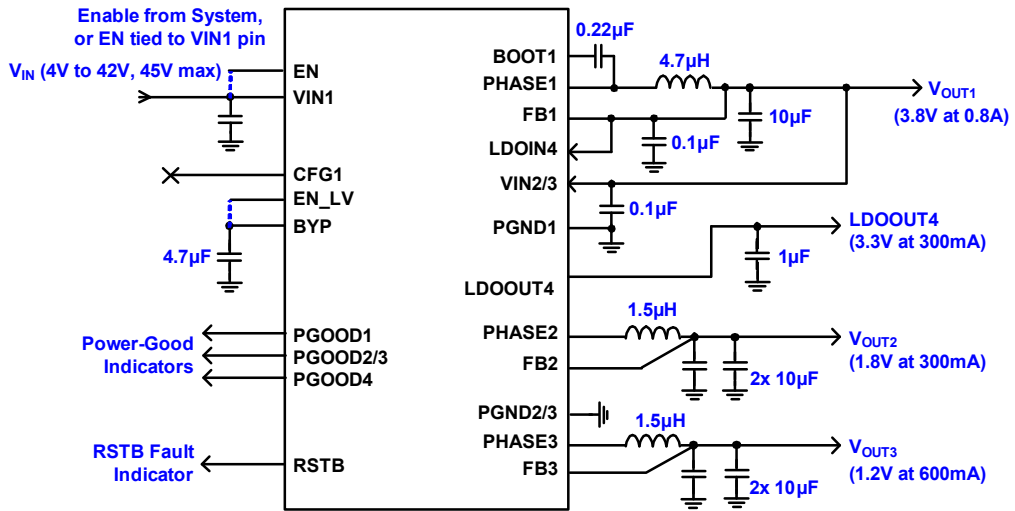 Enable from System,
or EN tied to VIN1 pin
VIN (4V to 42V, 45V max)
EN
VIN1
CFG1
EN_LV
BYP
4.7µF
Power-Good
Indicators
PGOOD1
PGOOD2/3
PGOOD4
RSTB Fault
Indicator
RSTB
0.22µF
BOOT1
4.7µH
PHASE1
VOUT1
(3.8V at 0.8A)
FB1
10µF
0.1µF
LDOIN4
VIN2/3
0.1µF
PGND1
LDOOUT4
(3.3V at 300mA)
1µF
LDOOUT4
1.5µH
PHASE2
VOUT2
(1.8V at 300mA)
FB2
2x 10µF
PGND2/3
1.5µH
PHASE3
VOUT3
(1.2V at 600mA)
FB3
2x 10µF